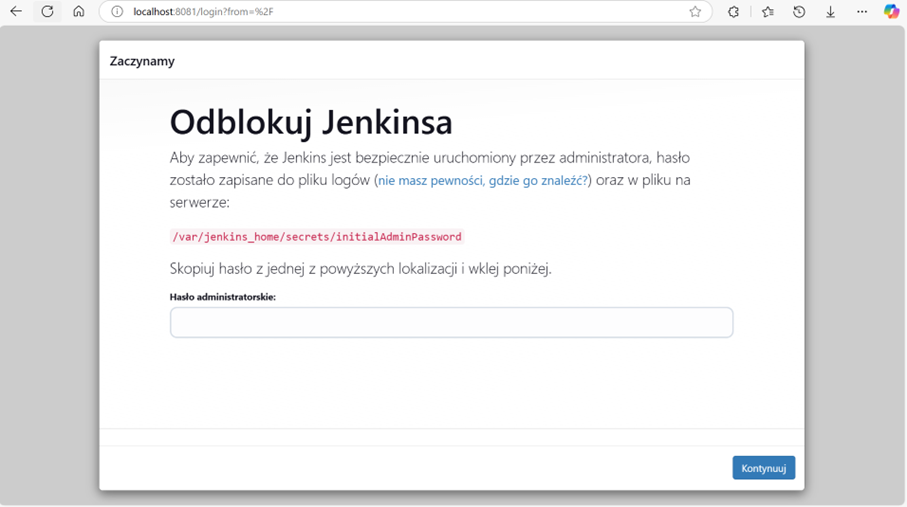 localhost:8081/login?from=%2F
Zaczynamy
Odblokuj Jenkinsa
Aby zapewnić, że Jenkins jest bezpiecznie uruchomiony przez administratora, hasło
zostało zapisane do pliku logów (nie masz pewności, gdzie go znaleźć?) oraz w pliku na
serwerze:
/var/jenkins_home/secrets/initialAdminPassword
Skopiuj hasło z jednej z powyższych lokalizacji i wklej poniżej.
Hasło administratorskie:
Kontynuuj